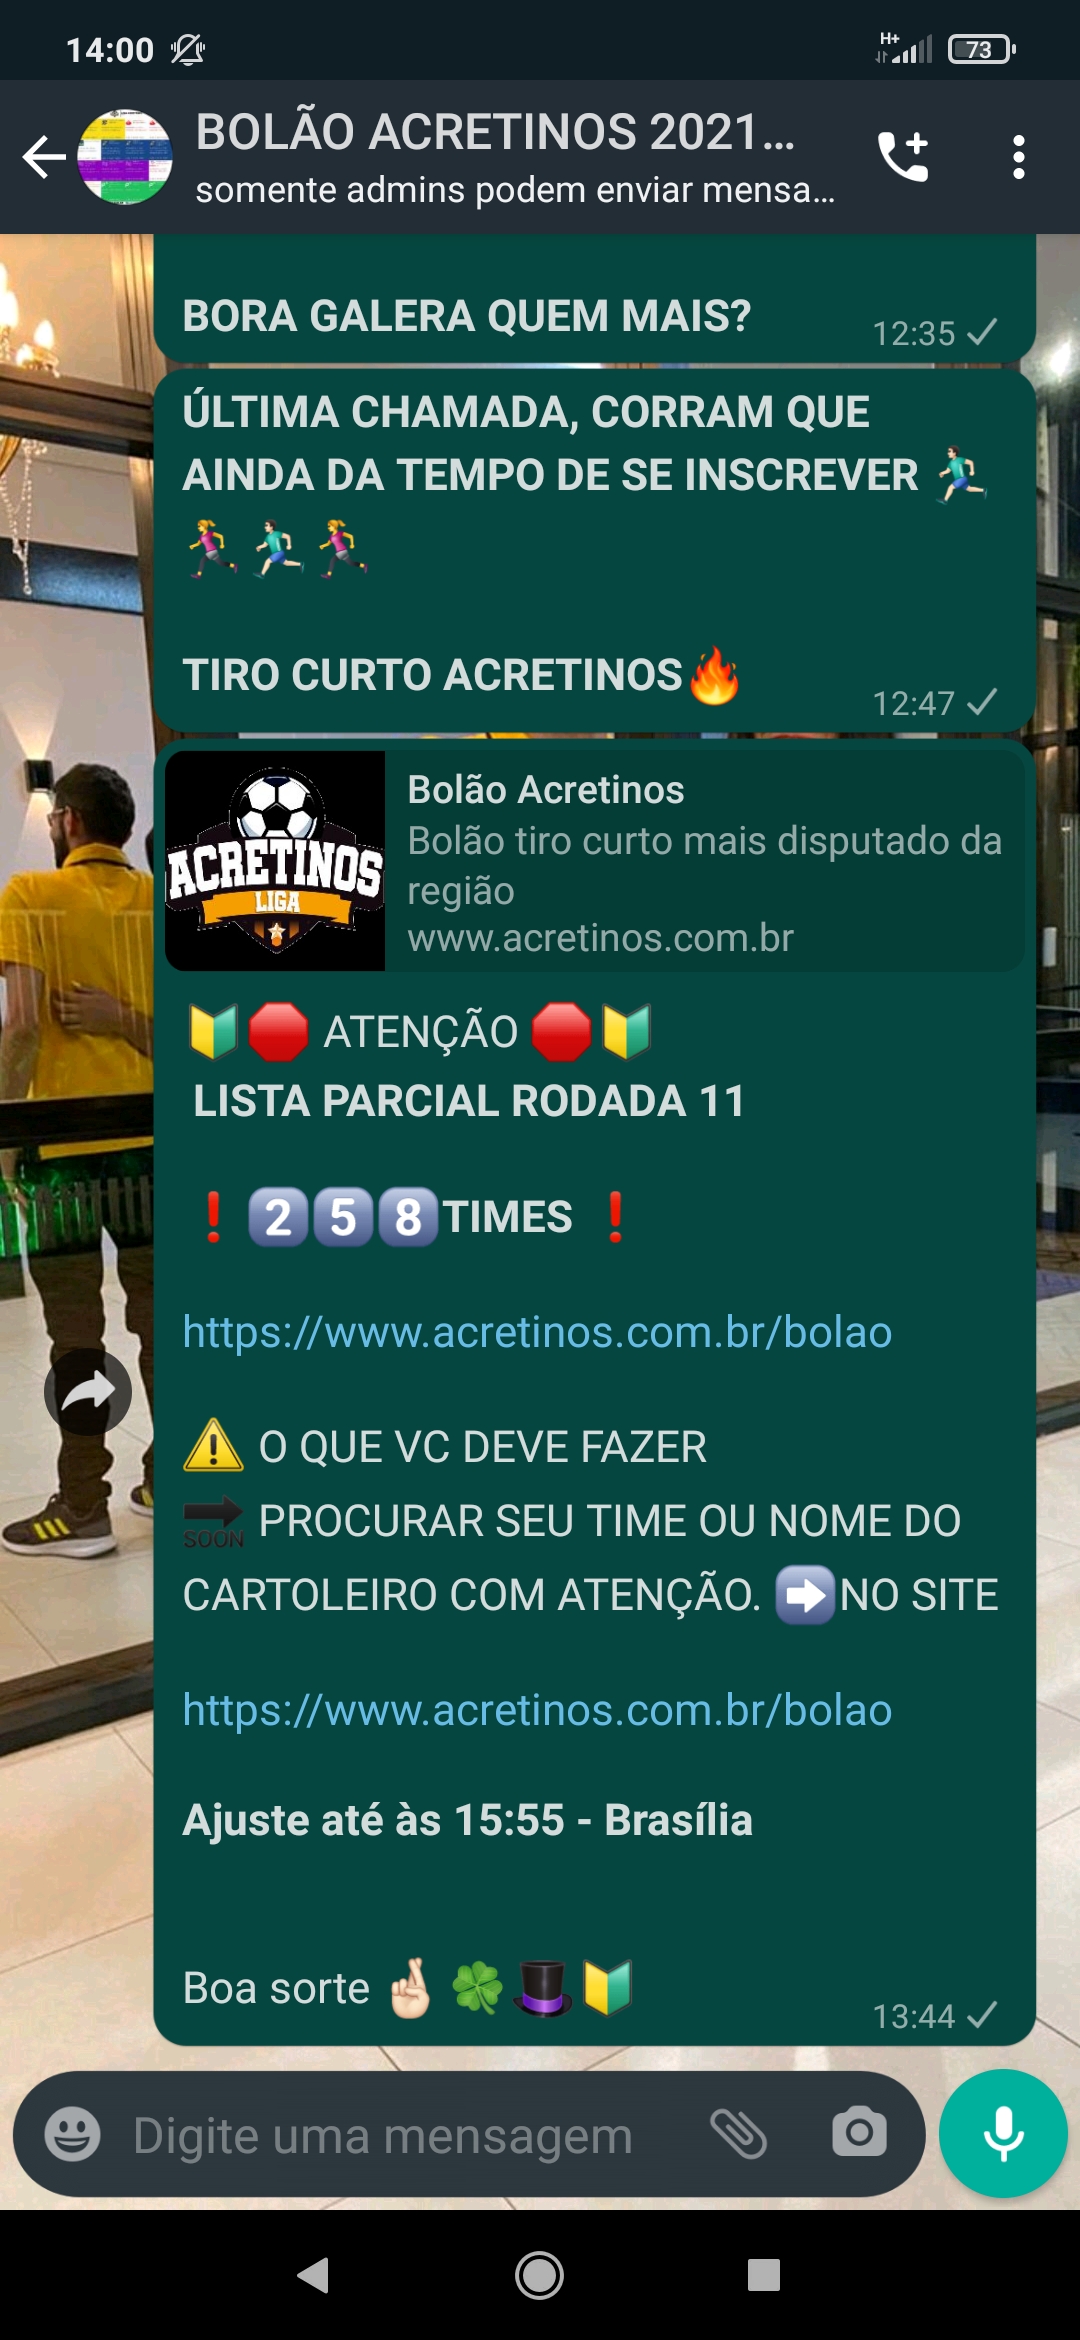 14:00
H+
73
BOLÃO ACRETINOS 2021...
somente admins podem enviar mensa...
BORA GALERA QUEM MAIS?
12:35
ÚLTIMA CHAMADA, CORRAM QUE
AINDA DA TEMPO DE SE INSCREVER 🏃🏻‍♂️
🏃‍♀️🏃🏻‍♂️🏃‍♀️
TIRO CURTO ACRETINOS🔥
12:47
ACRETINOS
LIGA
Bolão Acretinos
Bolão tiro curto mais disputado da
região
www.acretinos.com.br
🔰🛑 ATENÇÃO 🛑🔰
LISTA PARCIAL RODADA 11
❗2️⃣5️⃣8️⃣TIMES ❗
https://www.acretinos.com.br/bolao
⚠️ O QUE VC DEVE FAZER
🔜 PROCURAR SEU TIME OU NOME DO
CARTOLEIRO COM ATENÇÃO. ➡️NO SITE
https://www.acretinos.com.br/bolao
Ajuste até às 15:55 - Brasília
Boa sorte 🤞🏻🍀🎩🔰
13:44
Digite uma mensagem